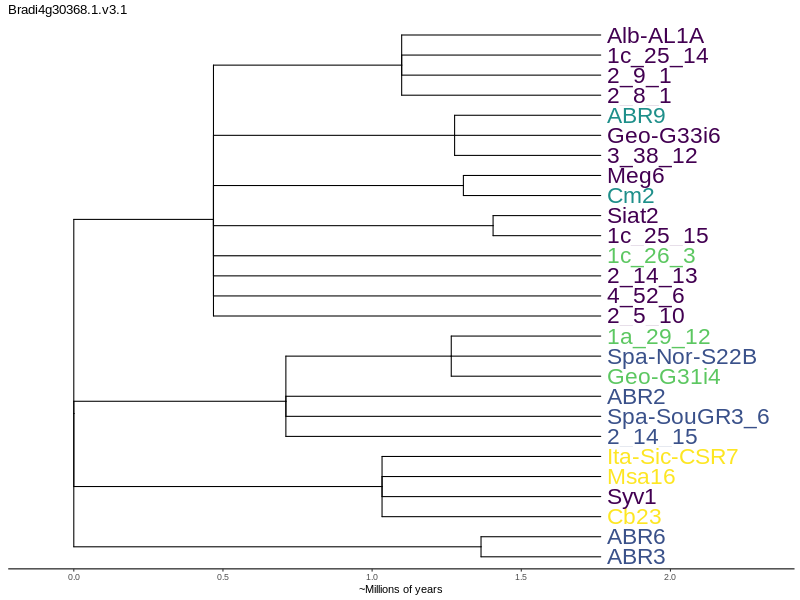 Bradi4g30368.1.v3.1
Alb-AL1A
1c_25_14
2_9_1
2_8_1
ABR9
Geo-G33i6
3_38_12
Meg6
Cm2
Siat2
1c_25_15
1c_26_3
2_14_13
4_52_6
2_5_10
1a_29_12
Spa-Nor-S22B
Geo-G31i4
ABR2
Spa-SouGR3_6
2_14_15
Ita-Sic-CSR7
Msa16
Syv1
Cb23
ABR6
ABR3
0.0 0.5 1.0 1.5 2.0
~Millions of years